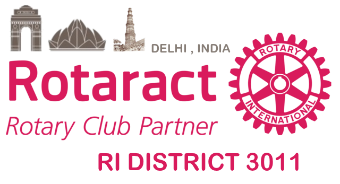 DELHI , INDIA
Rotaract
ROTARY
INTERNATIONAL
Rotary Club Partner
RI DISTRICT 3011